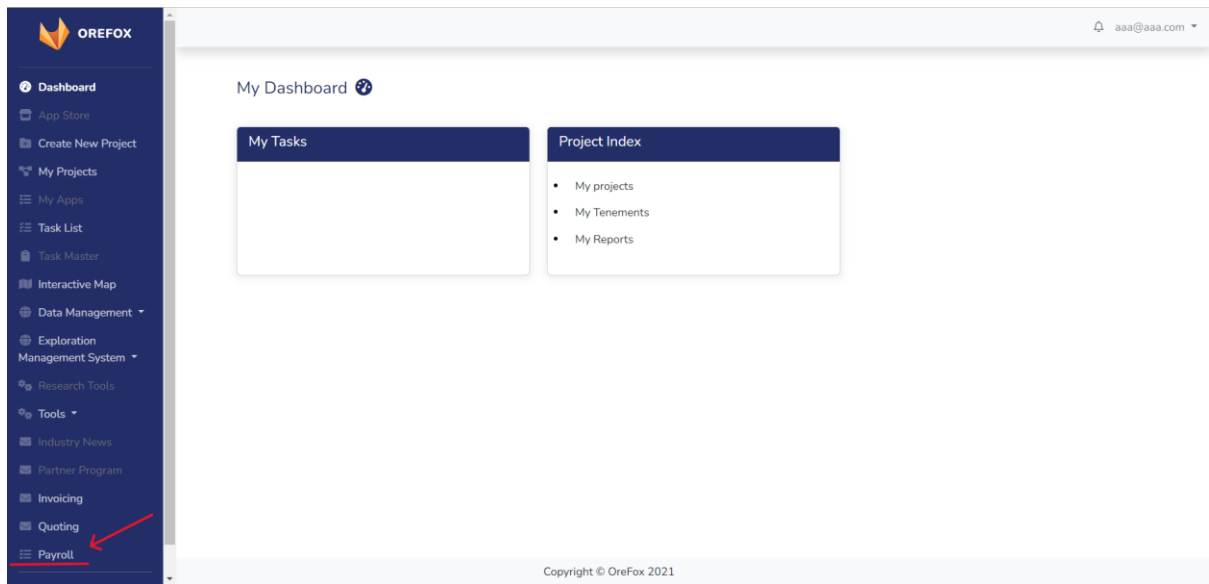 OREFOX
aaa@aaa.com
Dashboard
App Store
Create New Project
My Projects
My Apps
Task List
Task Master
Interactive Map
Data Management
Exploration
Management System
Research Tools
Tools
Industry News
Partner Program
Invoicing
Quoting
Payroll
My Dashboard
My Tasks
Project Index
My projects
My Tenements
My Reports
Copyright © OreFox 2021